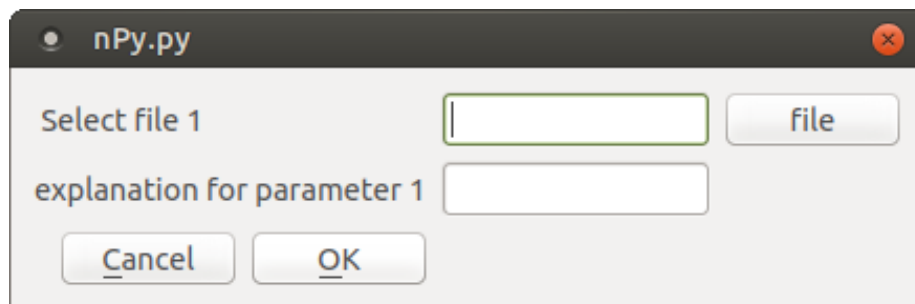 nPy.py
Select file 1 file
explanation for parameter 1
Cancel OK